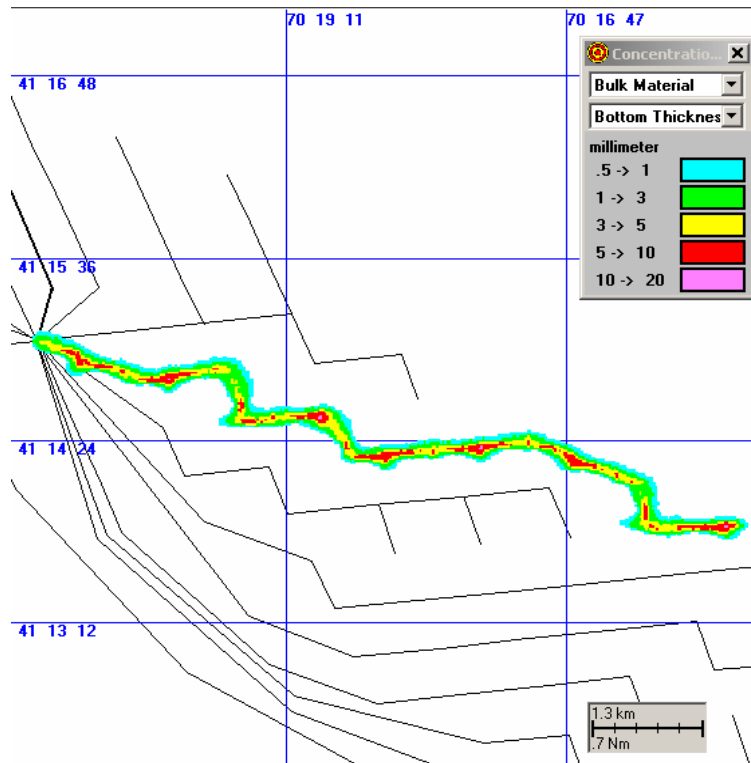 70 19 11
70 16 47
41 16 48
41 15 36
41 14 24
41 13 12
Concentratio...
Bulk Material
Bottom Thicknes
millimeter
.5 -> 1
1 -> 3
3 -> 5
5 -> 10
10 -> 20
1.3 km
.7 Nm